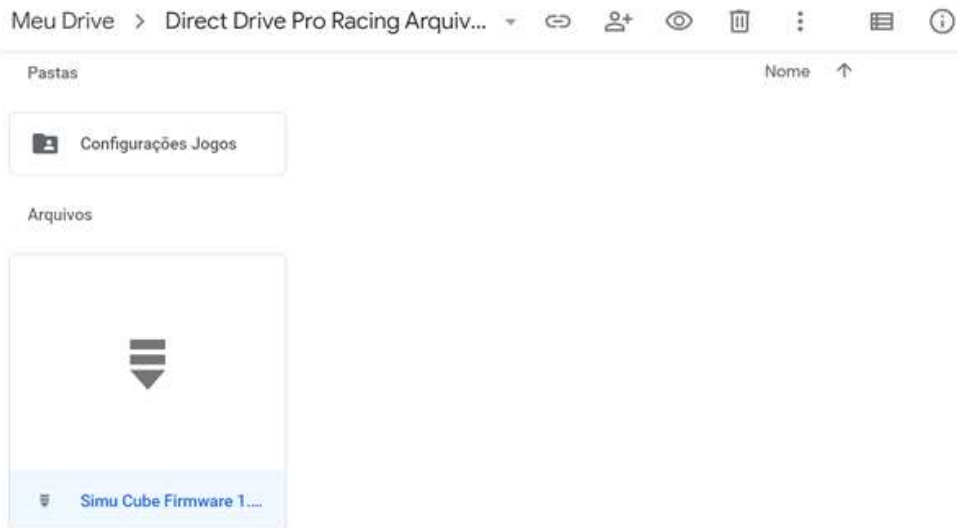 Meu Drive > Direct Drive Pro Racing Arquiv...
Pastas
Nome
Configurações Jogos
Arquivos
Simu Cube Firmware 1....